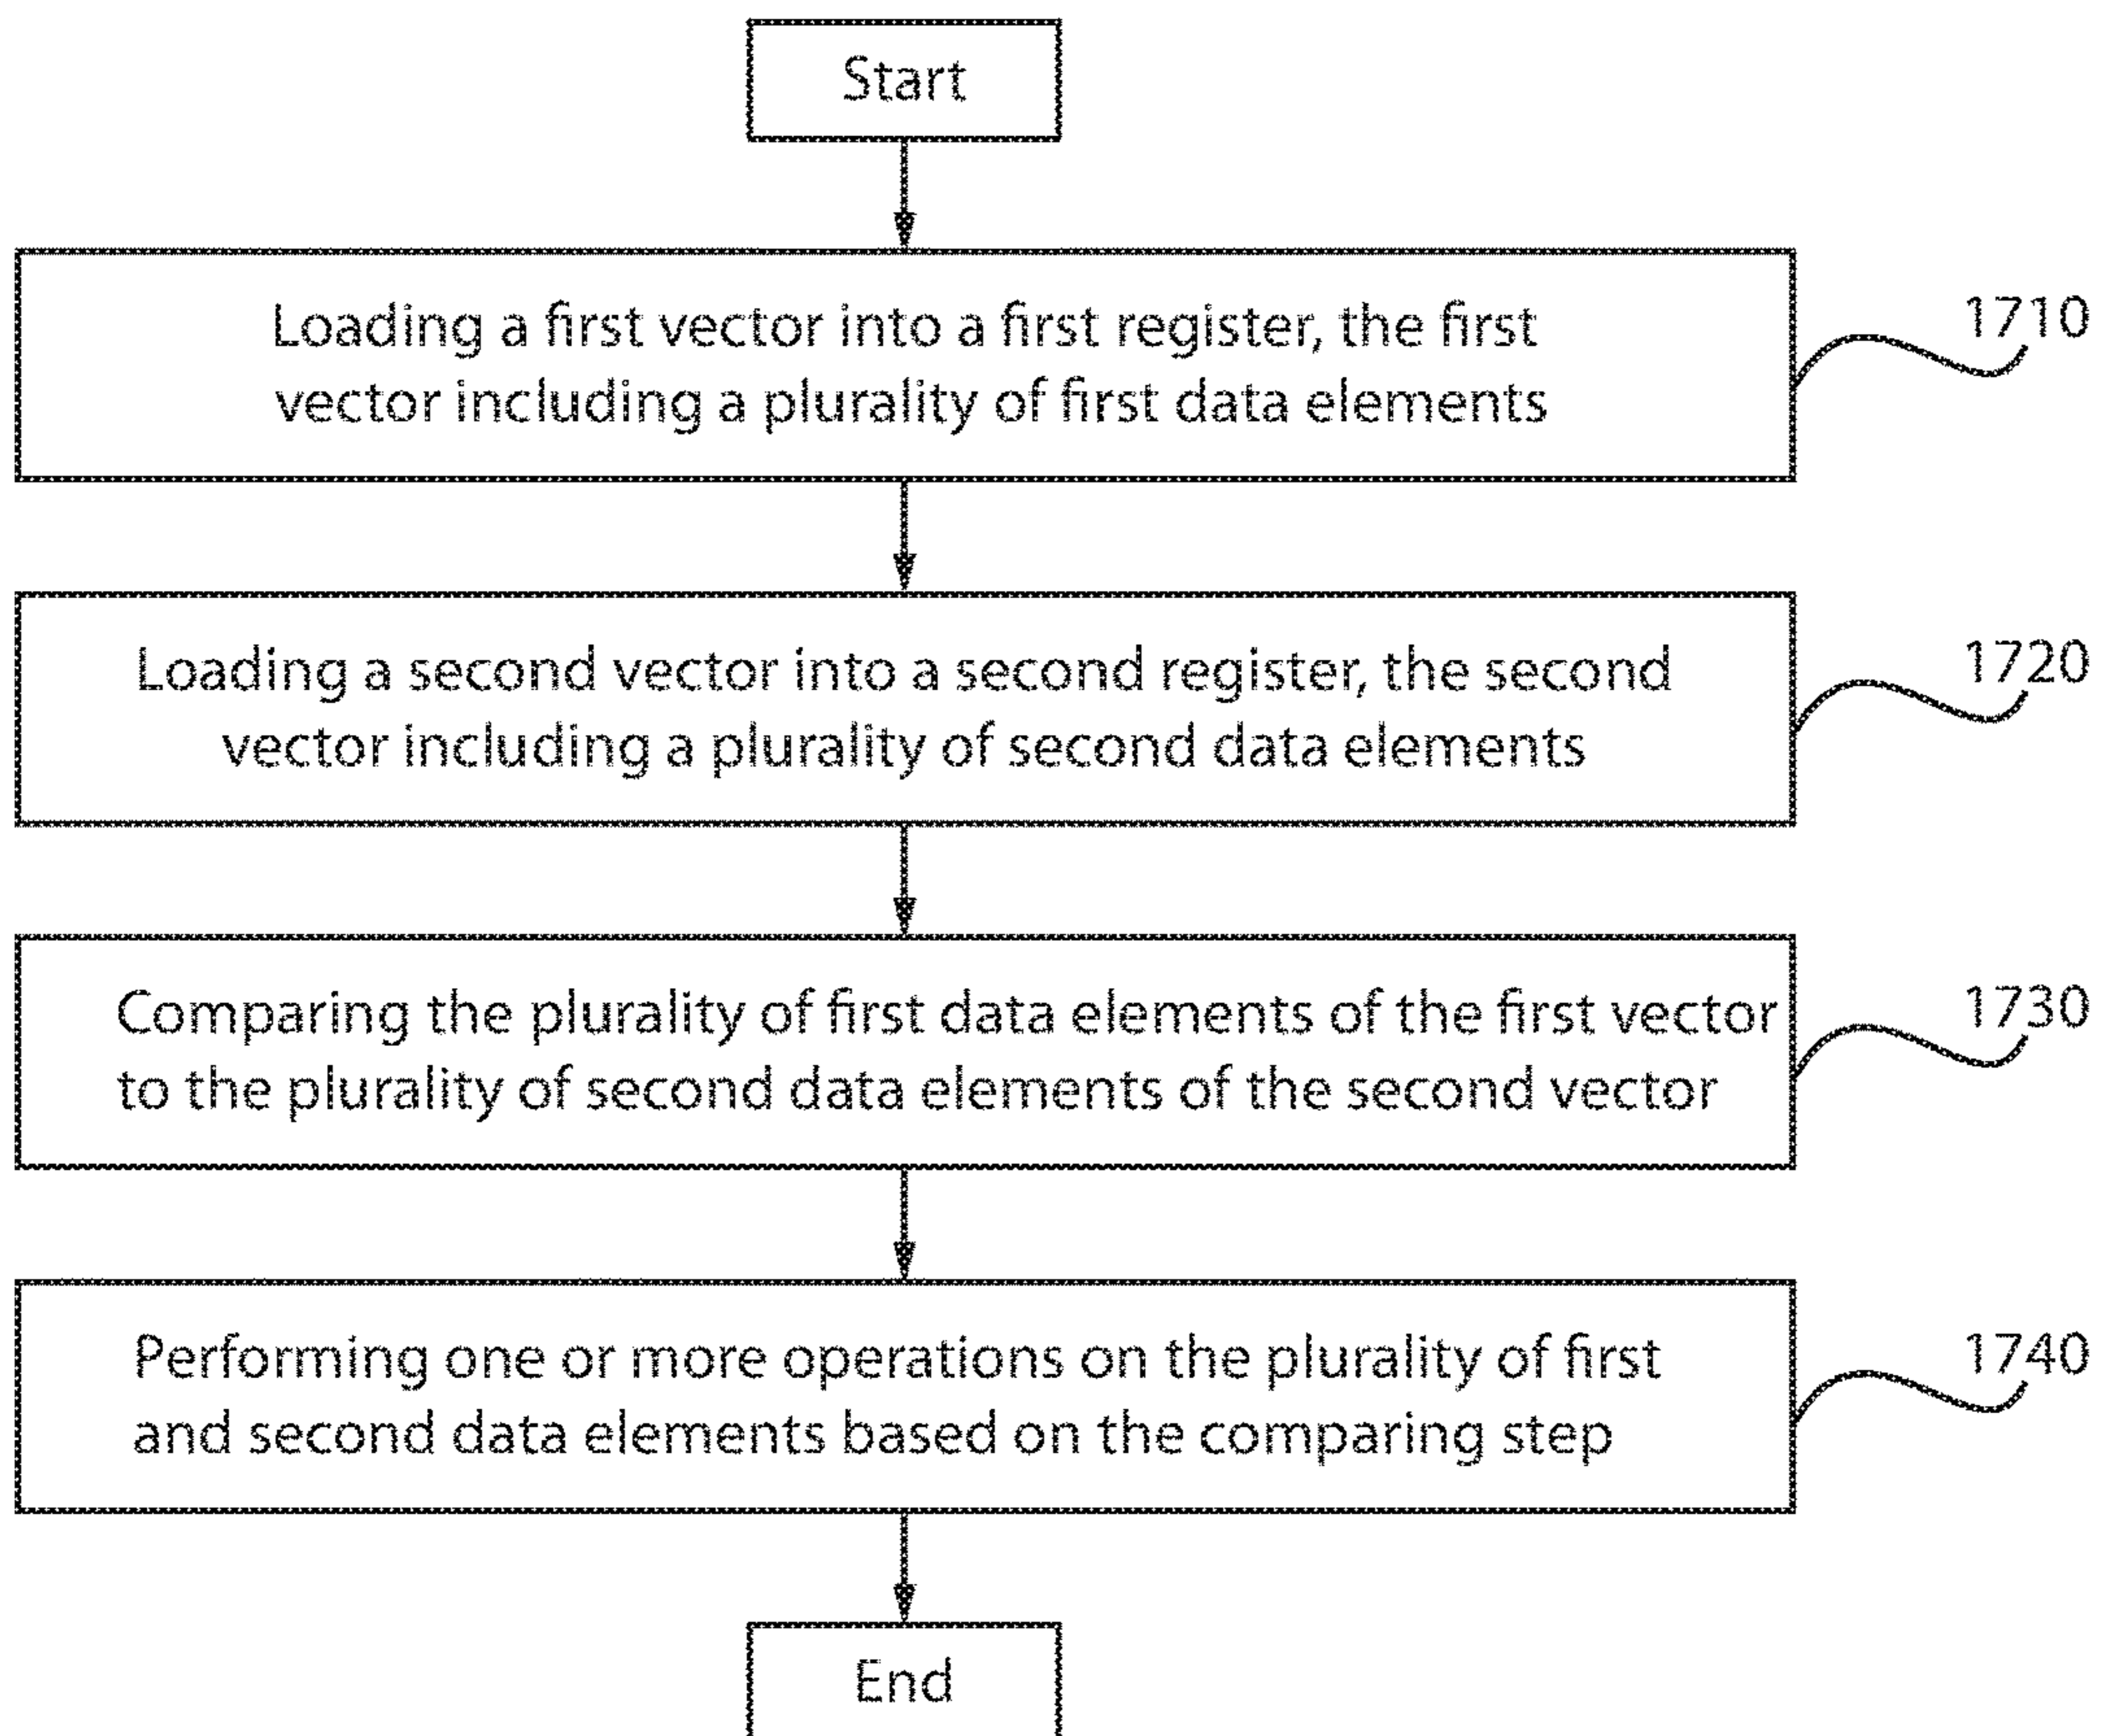 Start
Loading a first vector into a first register, the first
vector including a plurality of first data elements
1710
Loading a second vector into a second register, the second
vector including a plurality of second data elements
1720
Comparing the plurality of first data elements of the first vector
to the plurality of second data elements of the second vector
1730
Performing one or more operations on the plurality of first
and second data elements based on the comparing step
1740
End